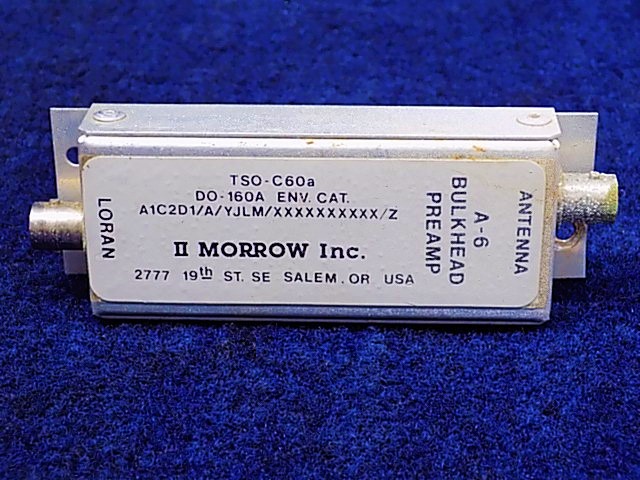 LORAN
TSO-C60a
DO-160A ENV. CAT.
A1C2D1/A/YJLM/XXXXXXXXXX/Z
II MORROW Inc.
2777 19th ST. SE SALEM. OR USA
A-6
BULKHEAD
PREAMP
ANTENNA